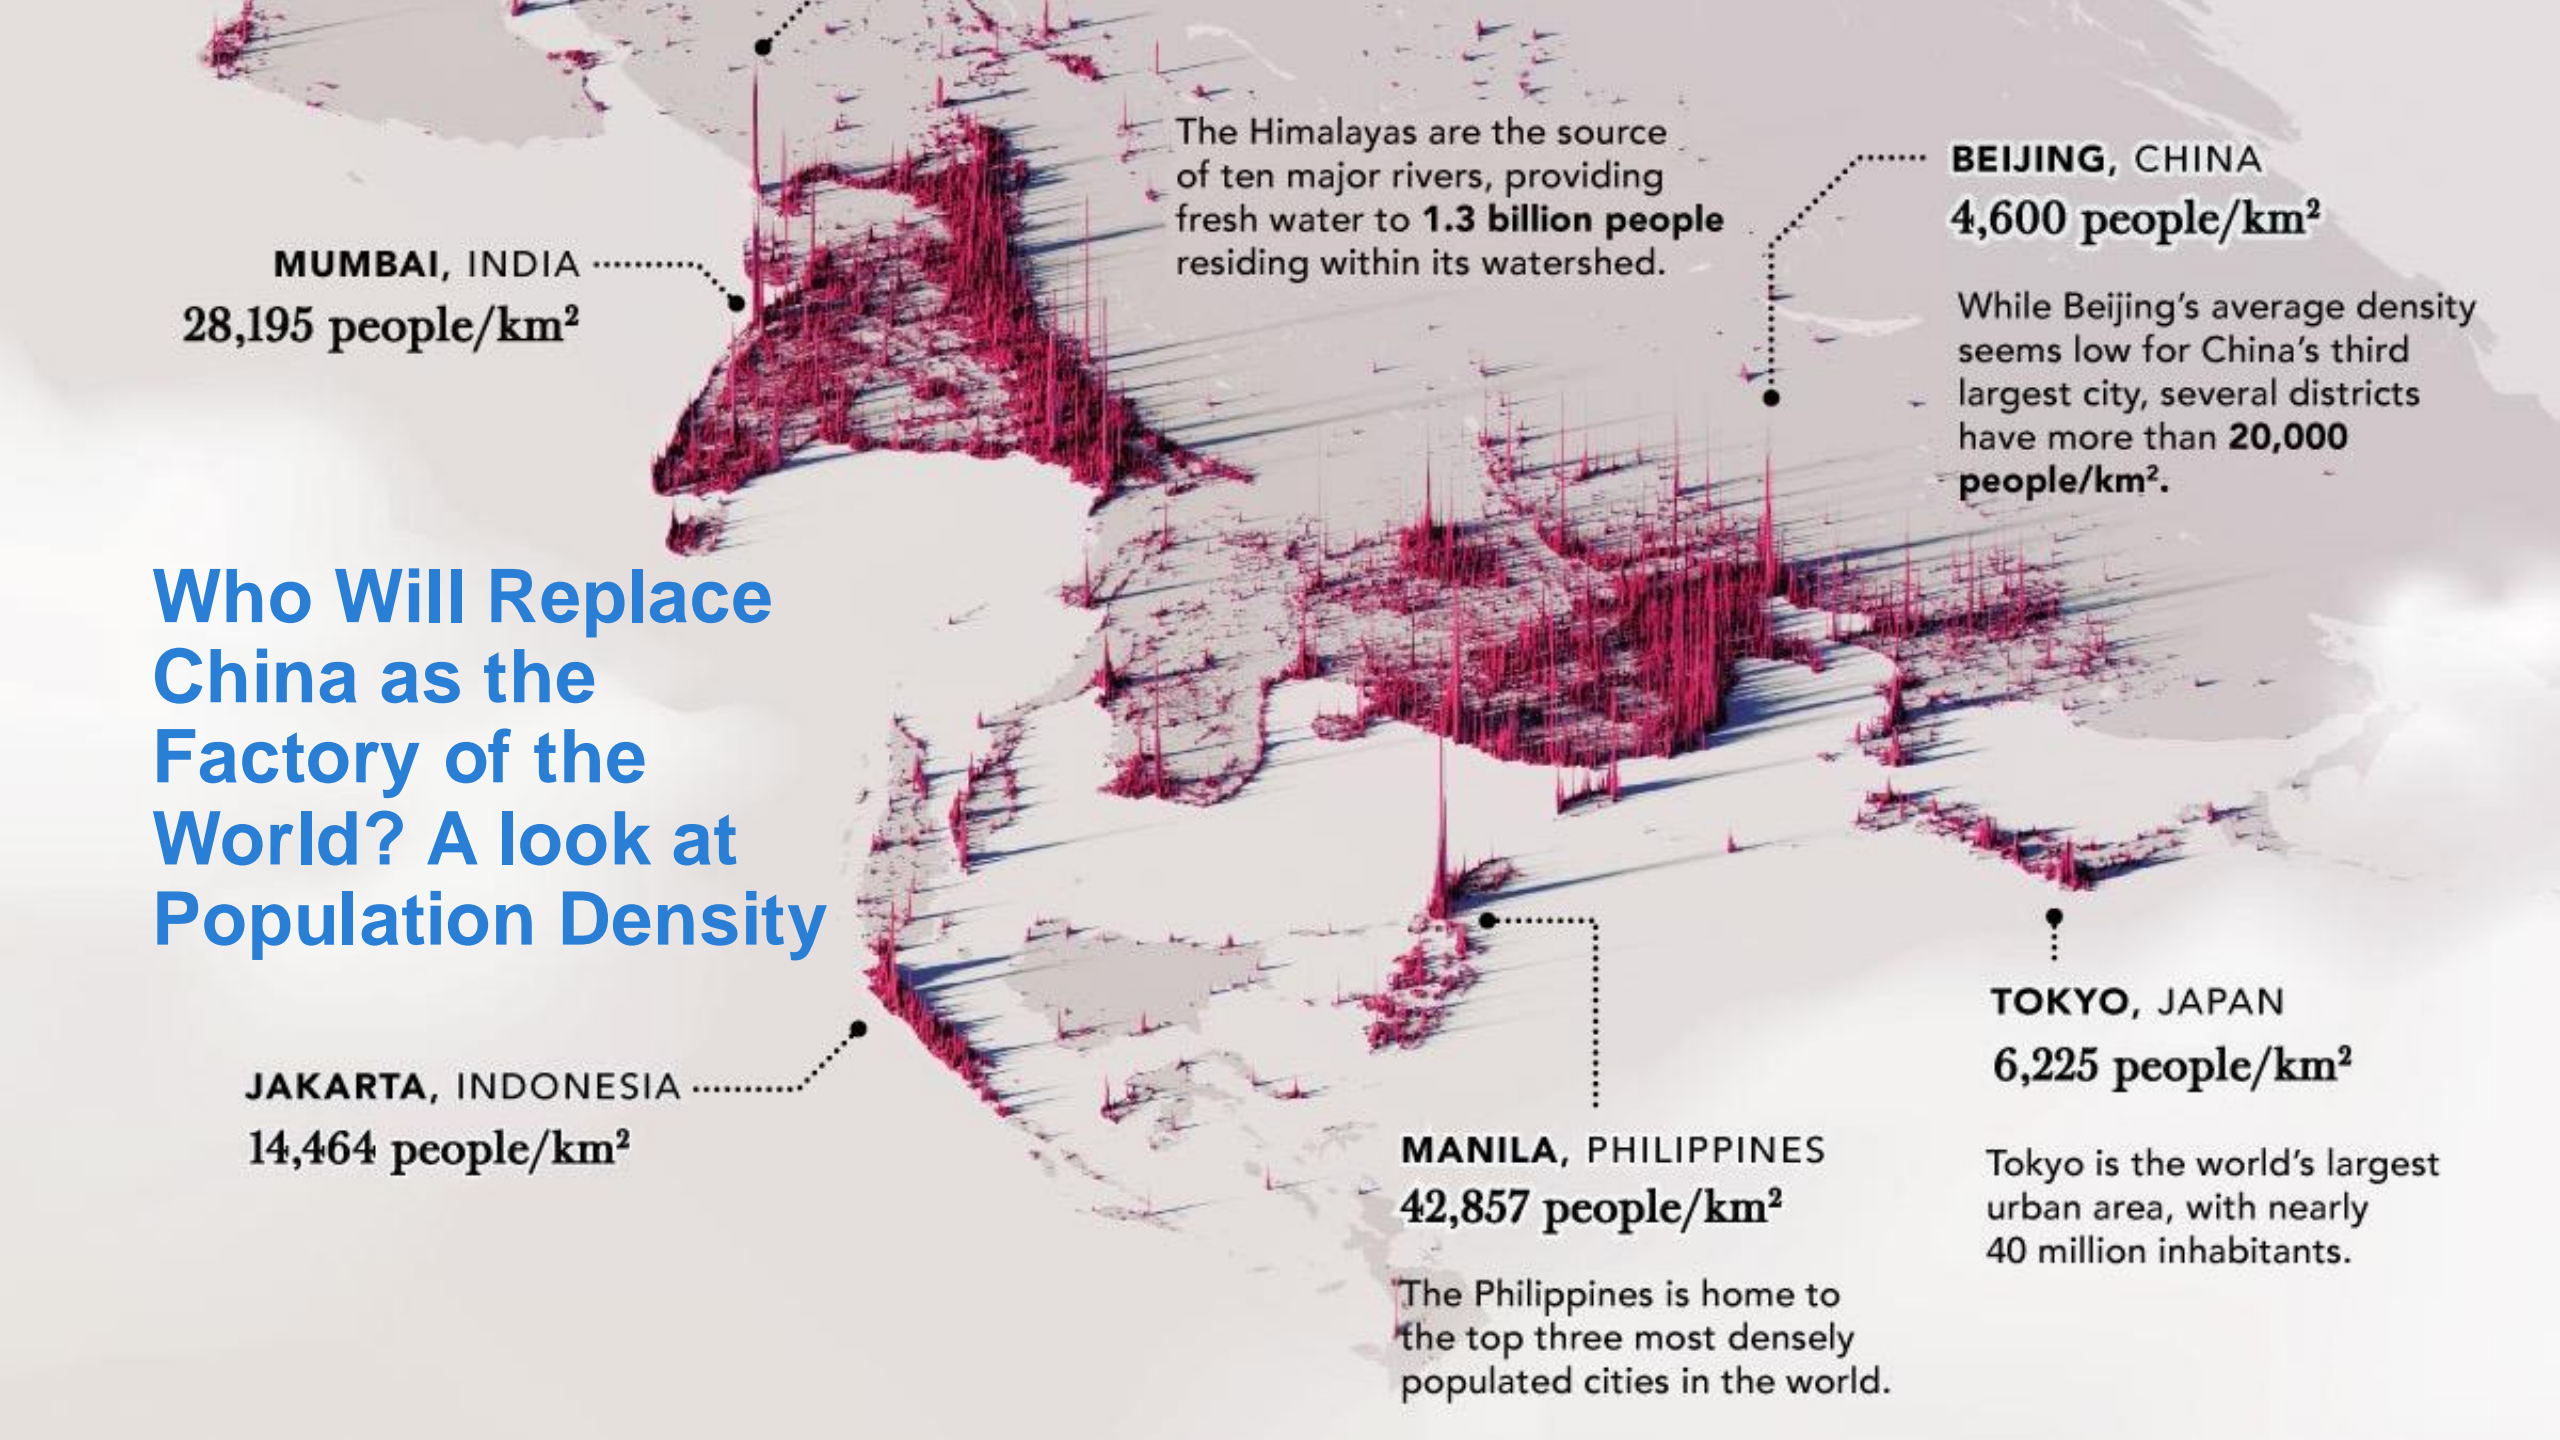 The Himalayas are the source
of ten major rivers, providing
fresh water to 1.3 billion people
residing within its watershed.
BEIJING, CHINA
4,600 people/km²
While Beijing's average density
seems low for China's third
largest city, several districts
have more than 20,000
people/km².
MUMBAI, INDIA
28,195 people/km²
Who Will Replace
China as the
Factory of the
World? A look at
Population Density
JAKARTA, INDONESIA
14,464 people/km²
MANILA, PHILIPPINES
42,857 people/km²
The Philippines is home to
the top three most densely
populated cities in the world.
TOKYO, JAPAN
6,225 people/km²
Tokyo is the world's largest
urban area, with nearly
40 million inhabitants.